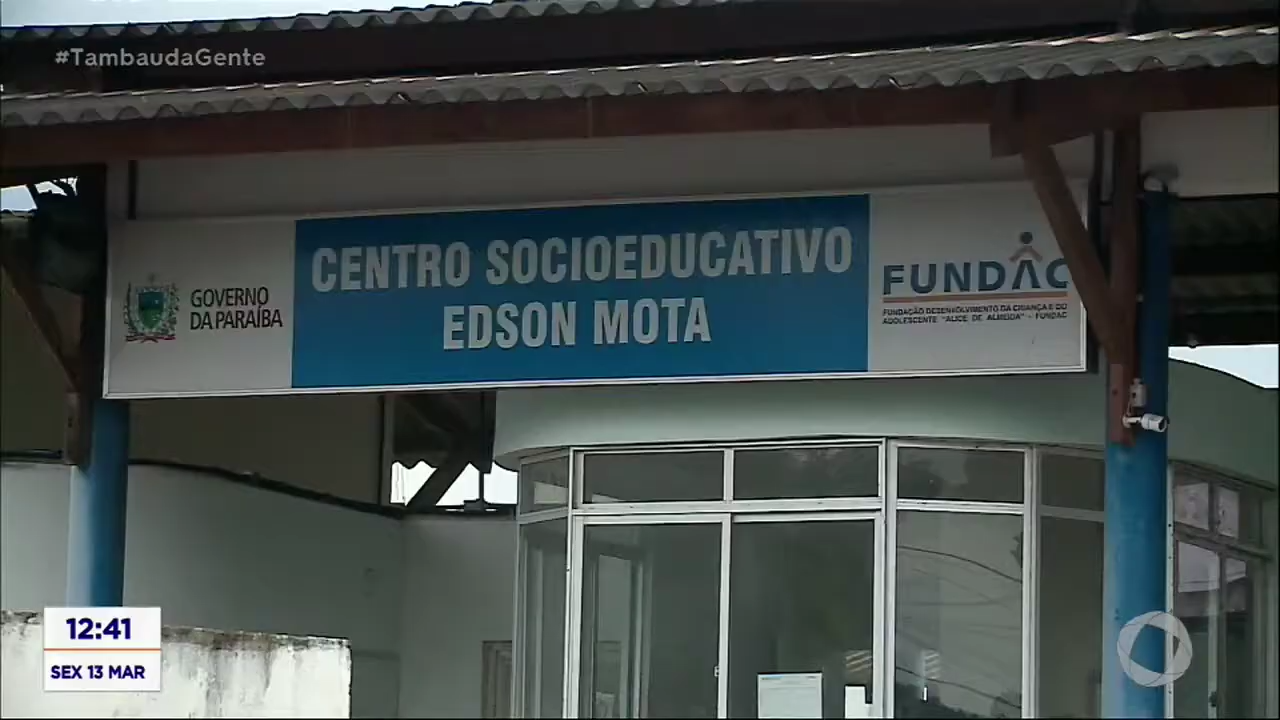 #TambaudaGente
GOVERNO
DA PARAÍBA
CENTRO SOCIOEDUCATIVO
EDSON MOTA
FUNDAC
FUNDAÇÃO DESENVOLVIMENTO DA CRIANÇA E DO
ADOLESCENTE "ALICE DE ALMEIDA" - FUNDAC
12:41
SEX 13 MAR